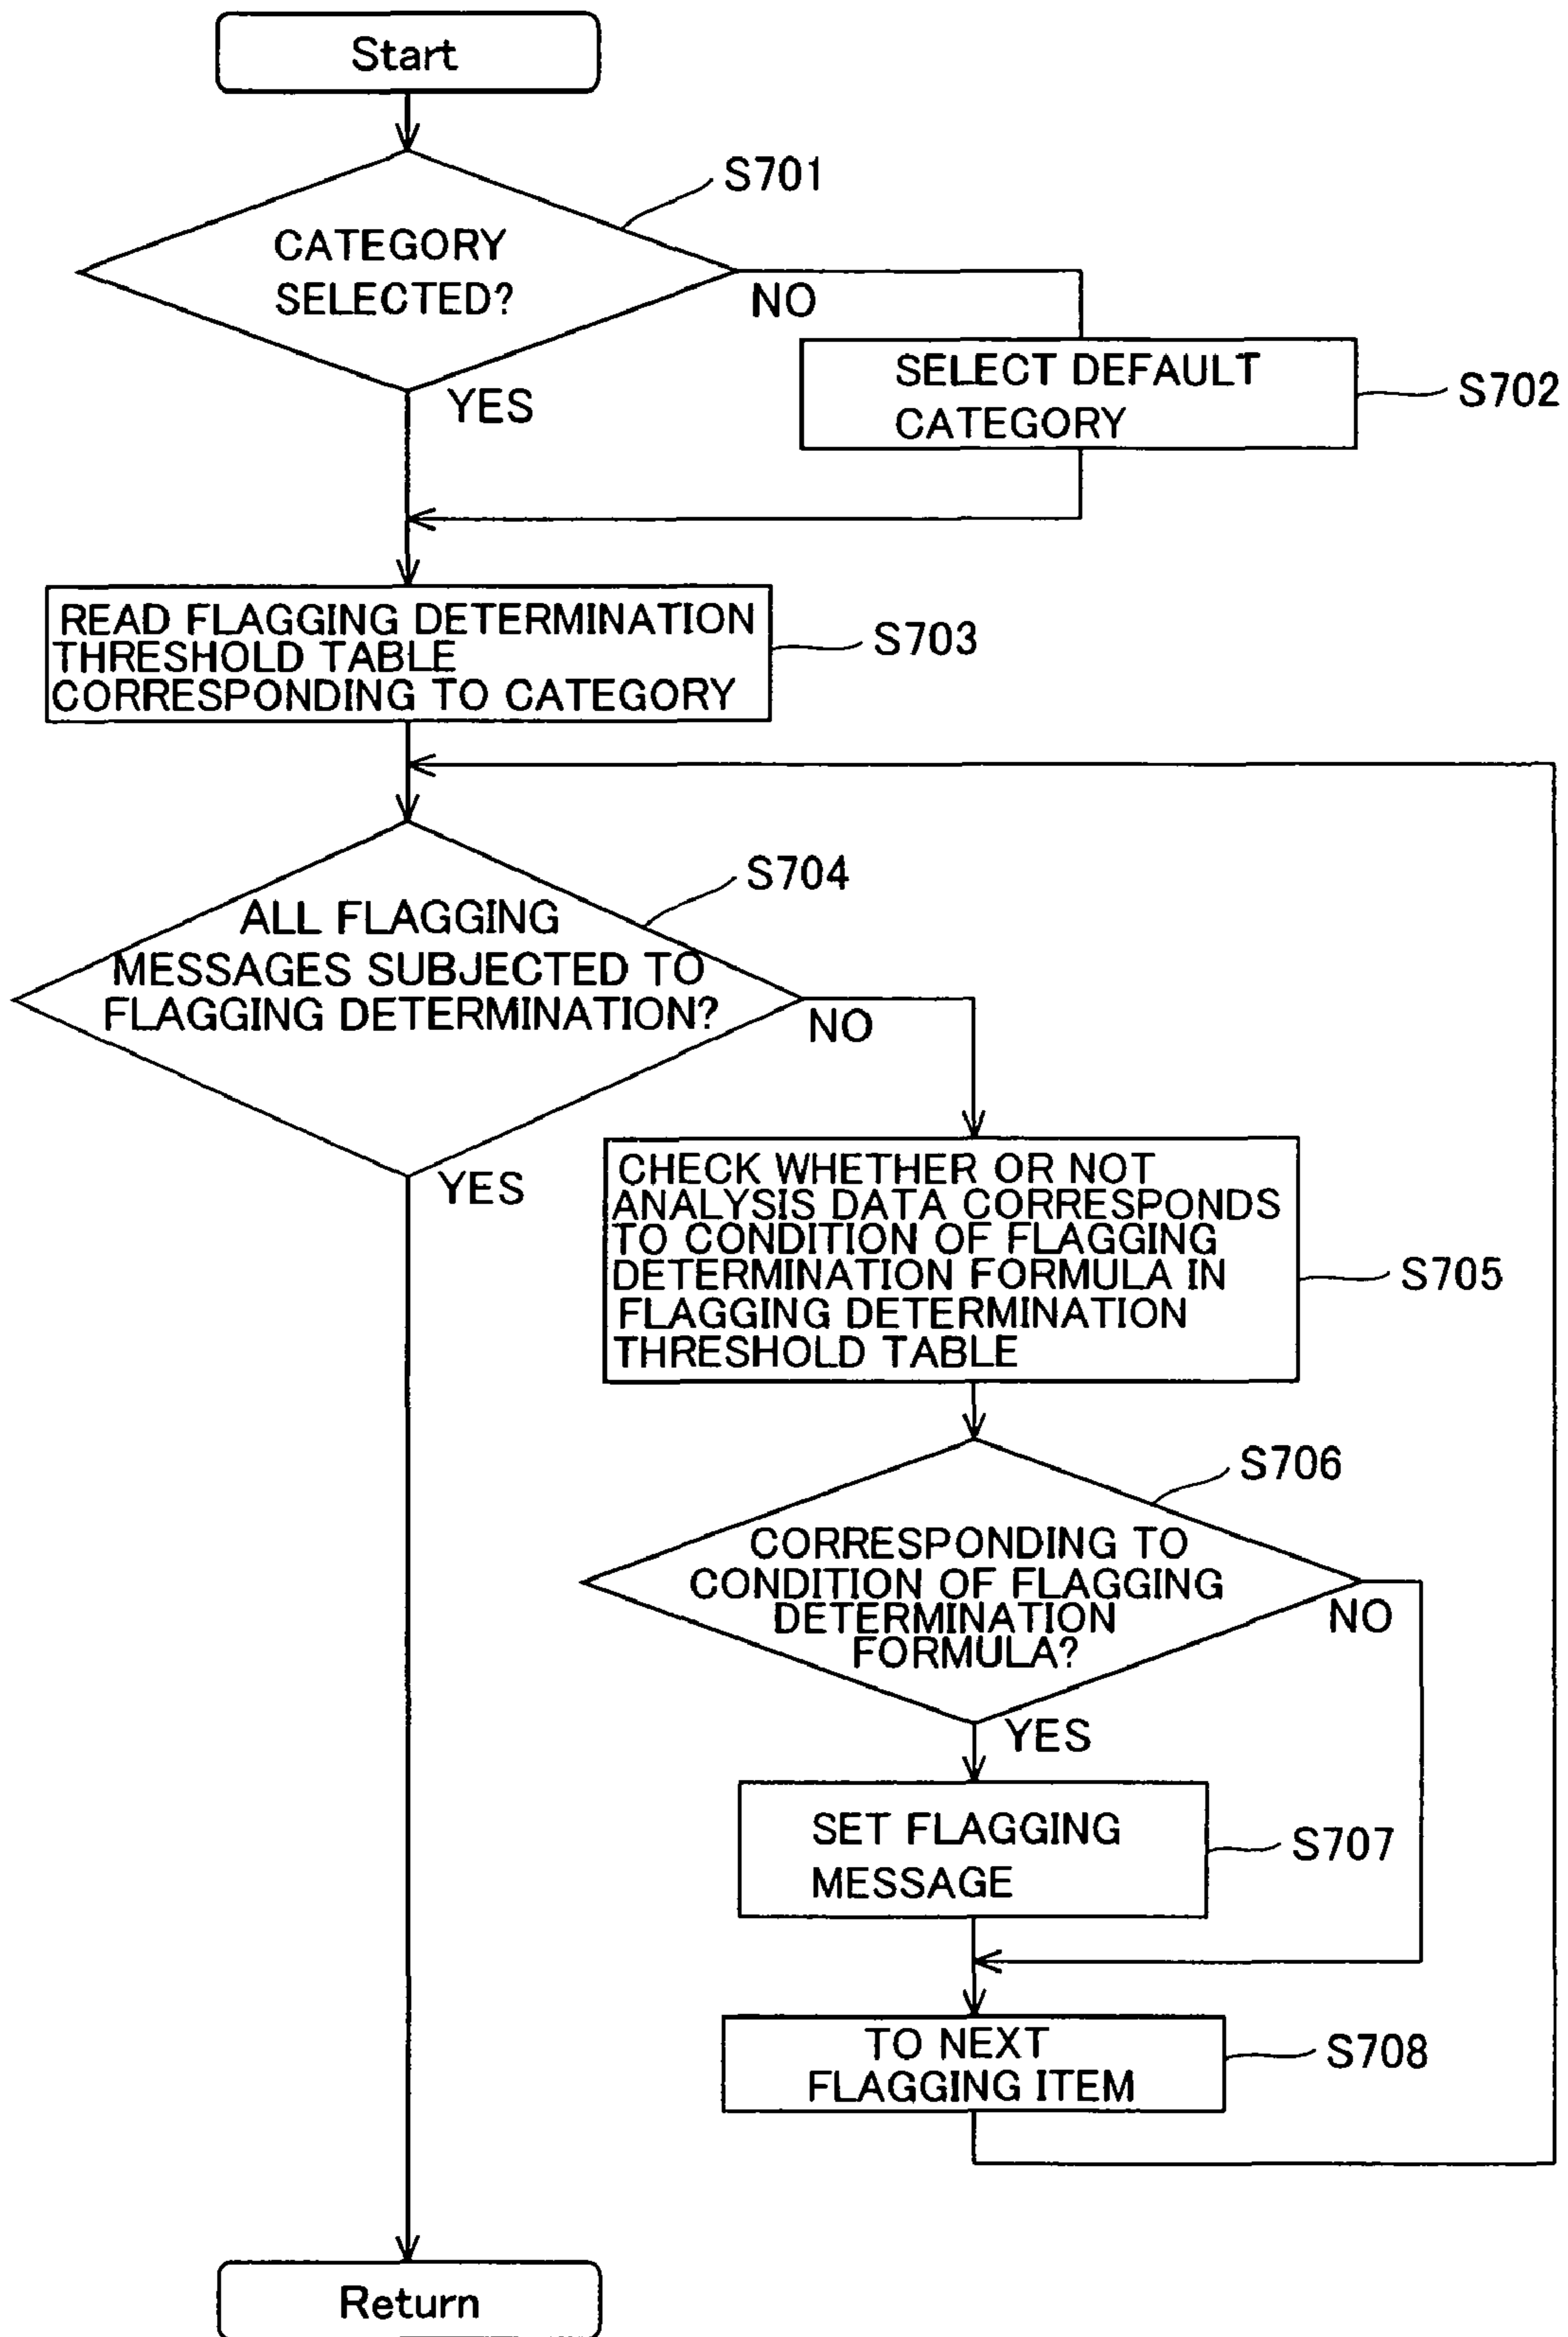 Start
S701
CATEGORY
SELECTED?
NO
YES
SELECT DEFAULT
CATEGORY
S702
READ FLAGGING DETERMINATION
THRESHOLD TABLE
CORRESPONDING TO CATEGORY
S703
S704
ALL FLAGGING
MESSAGES SUBJECTED TO
FLAGGING DETERMINATION?
NO
YES
CHECK WHETHER OR NOT
ANALYSIS DATA CORRESPONDS
TO CONDITION OF FLAGGING
DETERMINATION FORMULA IN
FLAGGING DETERMINATION
THRESHOLD TABLE
S705
S706
CORRESPONDING TO
CONDITION OF FLAGGING
DETERMINATION
FORMULA?
NO
YES
SET FLAGGING
MESSAGE
S707
TO NEXT
FLAGGING ITEM
S708
Return